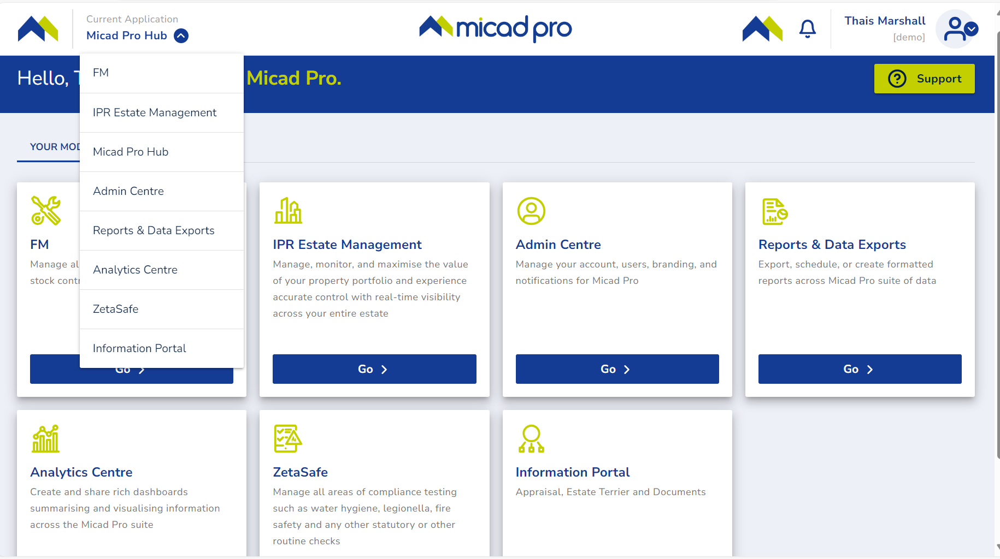 Current Application
Micad Pro Hub
micad pro
Thais Marshall
[demo]
Hello,
Micad Pro.
Support
FM
IPR Estate Management
Micad Pro Hub
Admin Centre
Reports & Data Exports
Analytics Centre
ZetaSafe
Information Portal
YOUR
FM
Manage
stock
Go
IPR Estate Management
Manage, monitor, and maximise the value
of your property portfolio and experience
accurate control with real-time visibility
across your entire estate
Go
Admin Centre
Manage your account, users, branding, and
notifications for Micad Pro
Go
Reports & Data Exports
Export, schedule, or create formatted
reports across Micad Pro suite of data
Go
Analytics Centre
Create and share rich dashboards
summarising and visualising information
across the Micad Pro suite
ZetaSafe
Manage all areas of compliance testing
such as water hygiene, legionella, fire
safety and any other statutory or other
routine checks
Information Portal
Appraisal, Estate Terrier and Documents